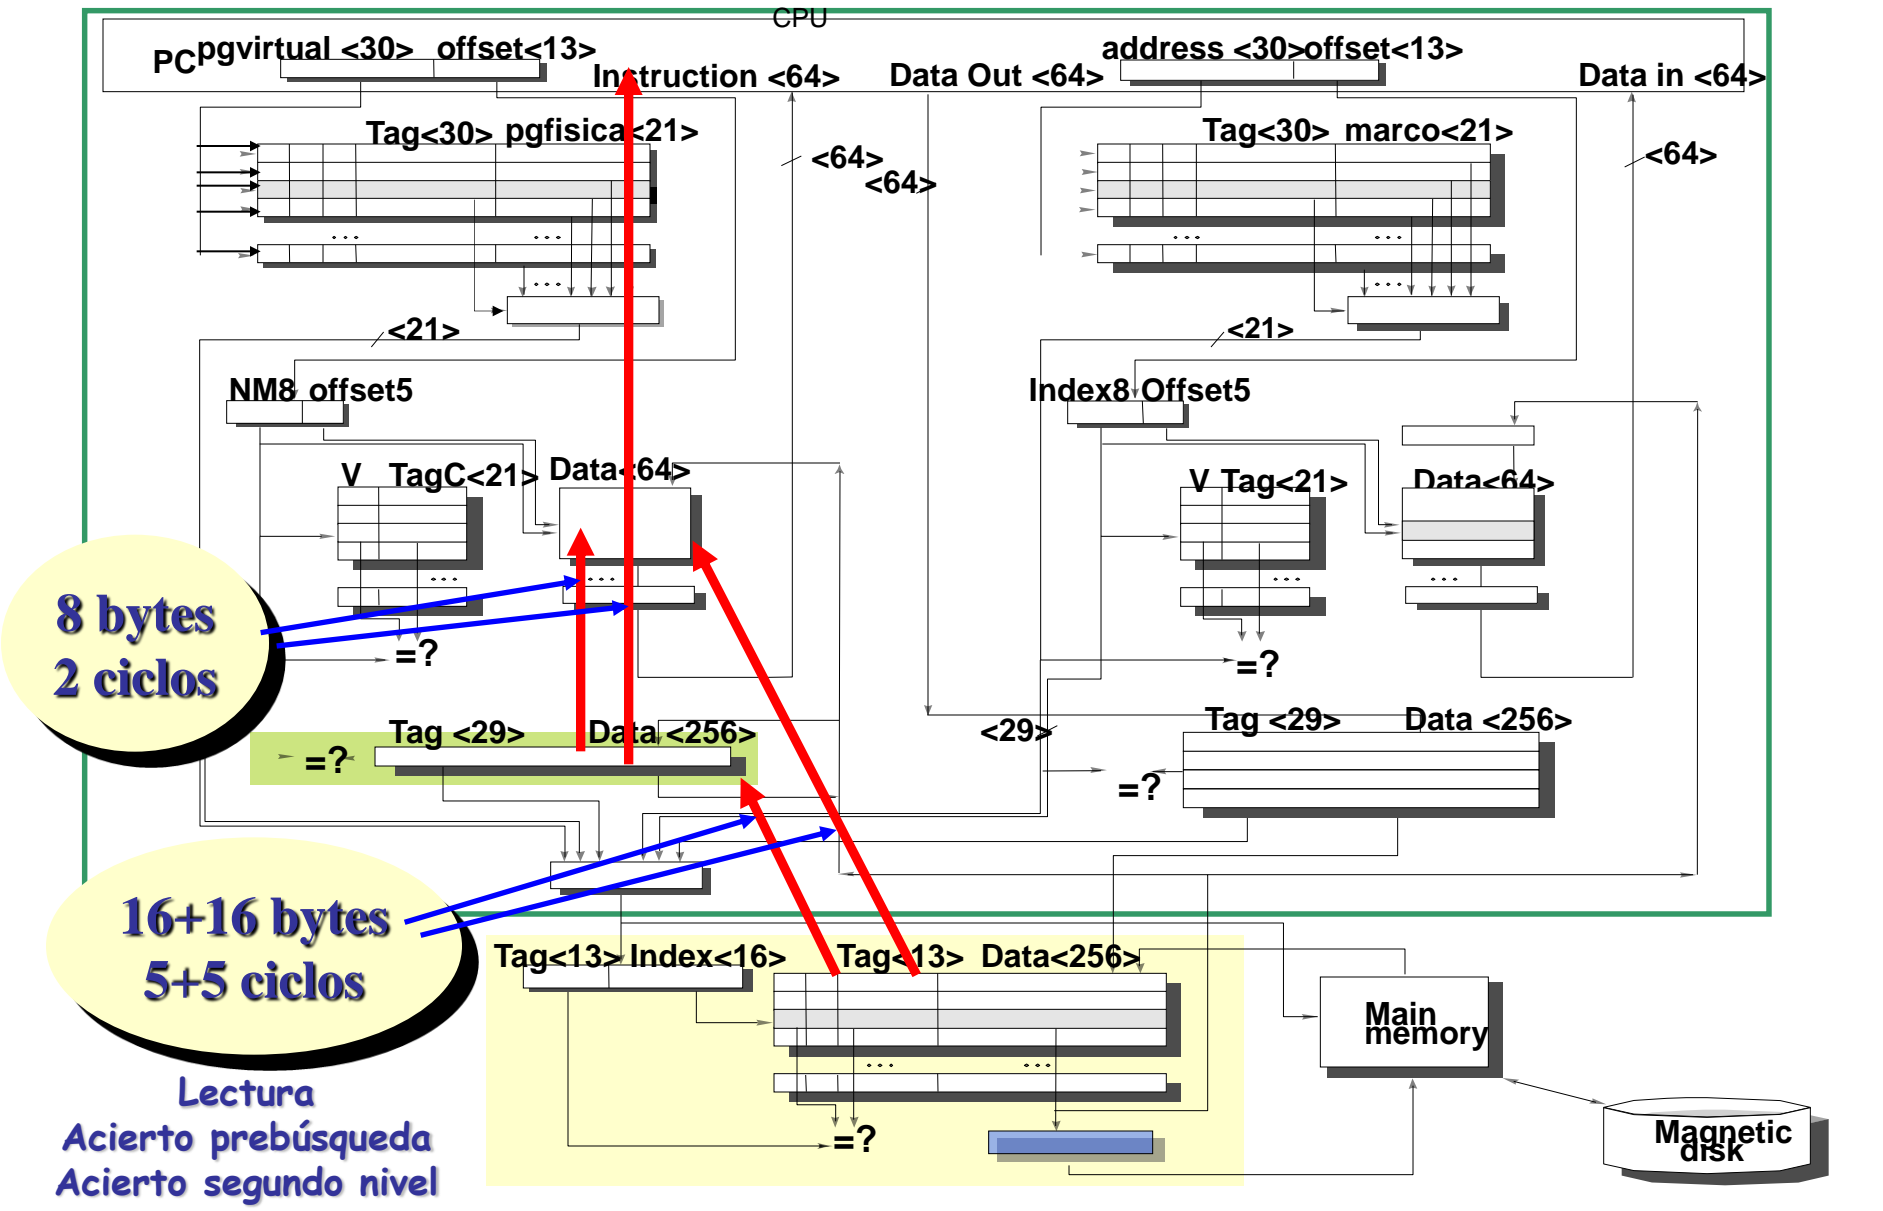 CPU
PC
pgvirtual <30> offset<13>
Instruction <64>
Data Out <64>
address <30>
offset<13>
Data in <64>
Tag<30> pgfisica<21>
<64>
<64>
Tag<30> marco<21>
<64>
. . .
. . .
. . .
. . .
. . .
. . .
<21>
<21>
NM8 offset5
Index8 Offset5
V TagC<21> Data<64>
V Tag<21> Data<64>
. . .
. . .
. . .
. . .
=?
=?
8 bytes
2 ciclos
Tag <29> Data <256>
=?
<29>
Tag <29> Data <256>
=?
16+16 bytes
5+5 ciclos
Tag<13> Index<16>
Tag<13> Data<256>
. . .
. . .
=?
Main
memory
Magnetic
disk
Lectura
Acierto prebúsqueda
Acierto segundo nivel